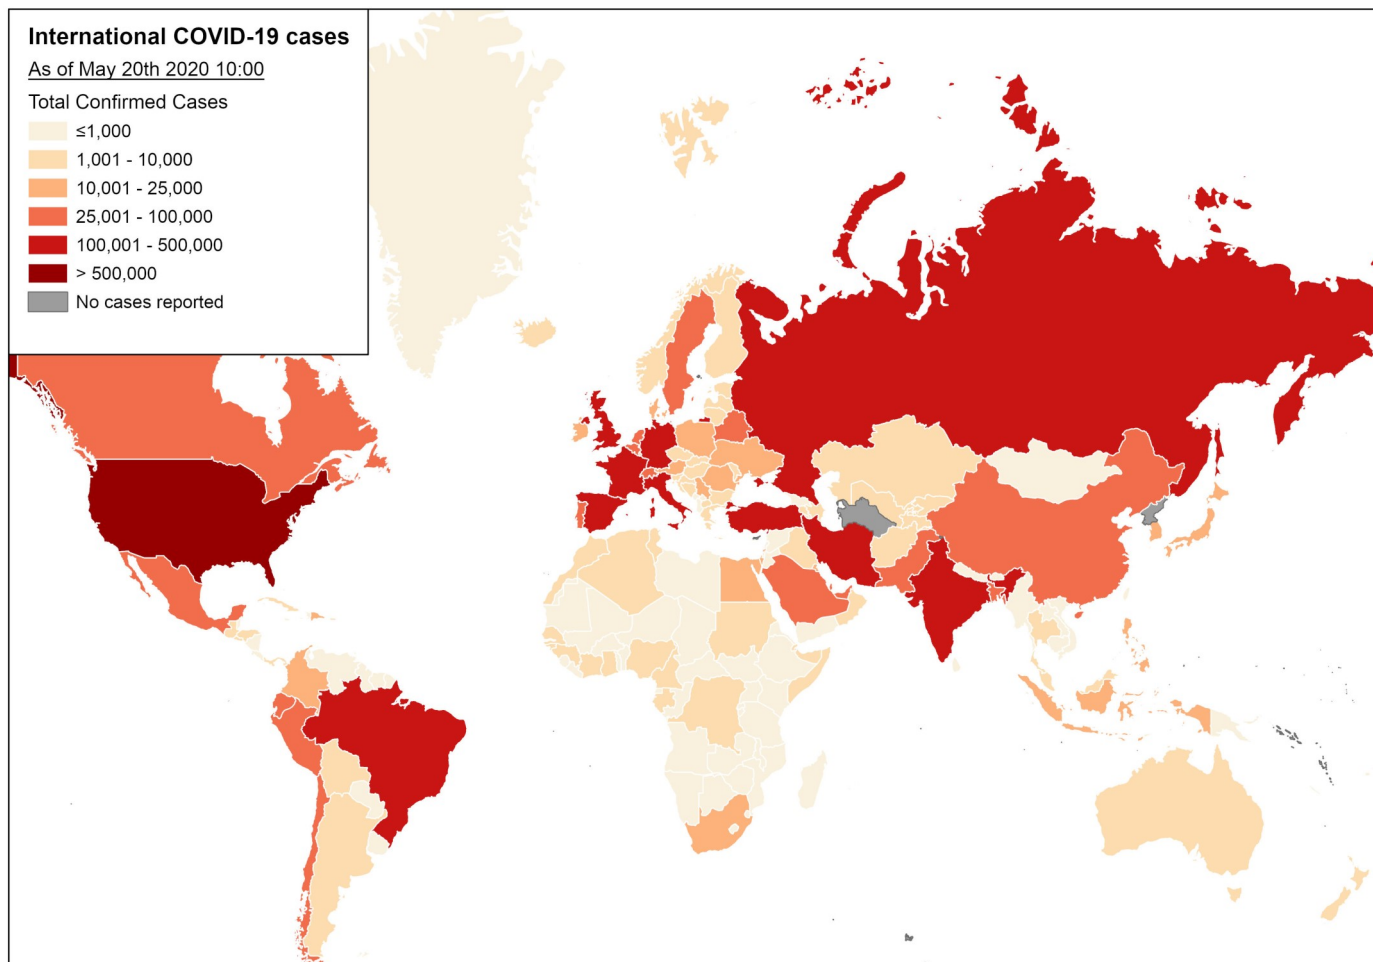 International COVID-19 cases
As of May 20th 2020 10:00
Total Confirmed Cases
≤1,000
1,001 - 10,000
10,001 - 25,000
25,001 - 100,000
100,001 - 500,000
> 500,000
No cases reported